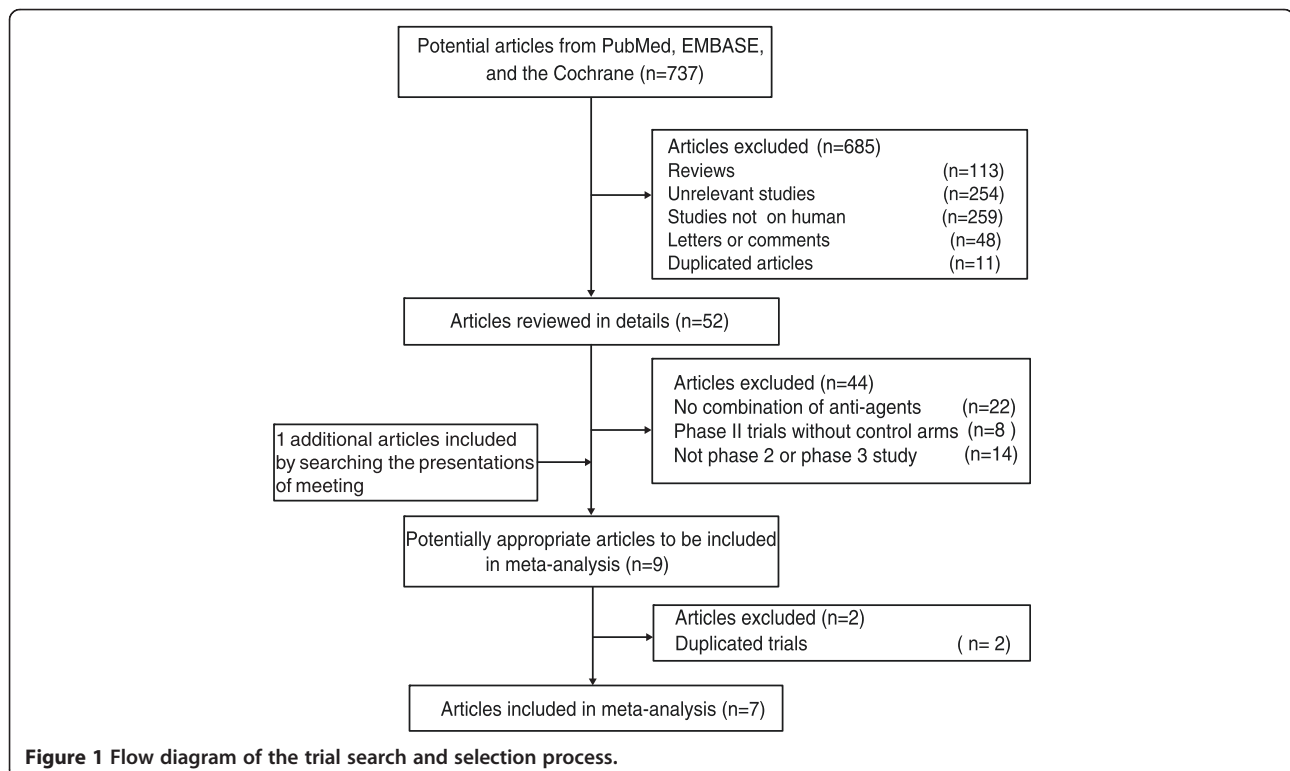 Potential articles from PubMed, EMBASE,
and the Cochrane (n=737)
Articles excluded (n=685)
Reviews (n=113)
Unrelevant studies (n=254)
Studies not on human (n=259)
Letters or comments (n=48)
Duplicated articles (n=11)
Articles reviewed in details (n=52)
Articles excluded (n=44)
No combination of anti-agents (n=22)
Phase II trials without control arms (n=8 )
Not phase 2 or phase 3 study (n=14)
1 additional articles included
by searching the presentations
of meeting
Potentially appropriate articles to be included
in meta-analysis (n=9)
Articles excluded (n=2)
Duplicated trials ( n= 2)
Articles included in meta-analysis (n=7)
Figure 1 Flow diagram of the trial search and selection process.